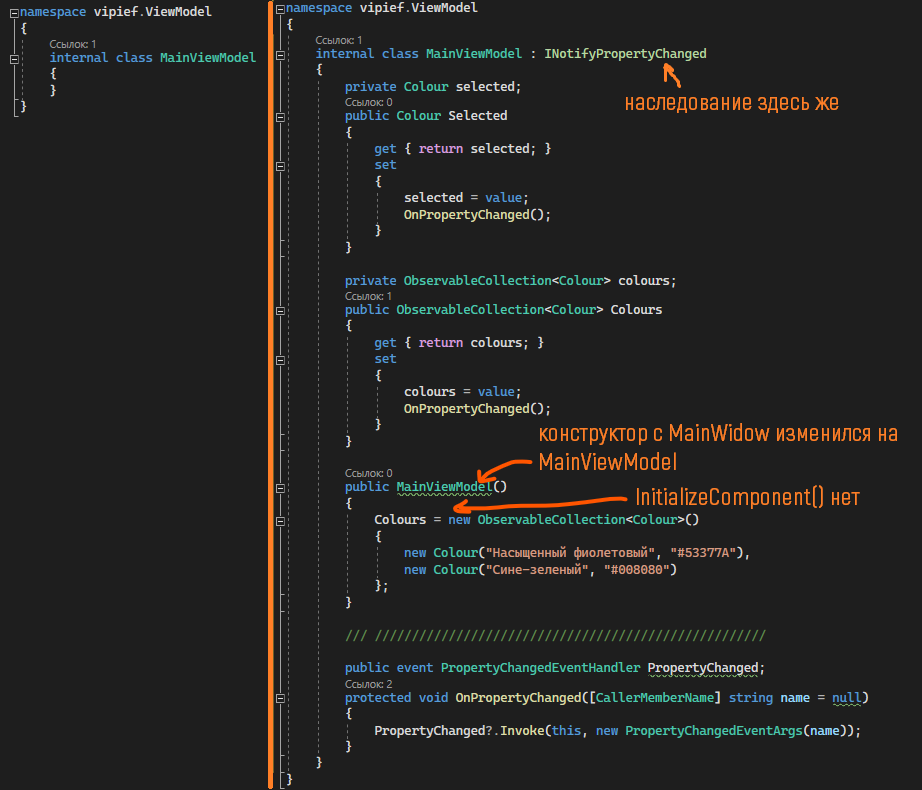 namespace vipief.ViewModel
{
Ссылок: 1
internal class MainViewModel
{
}
}
namespace vipief.ViewModel
{
Ссылок: 1
internal class MainViewModel : INotifyPropertyChanged
{
наследование здесь же
private Colour selected;
Ссылок: 0
public Colour Selected
{
get { return selected; }
set
{
selected = value;
OnPropertyChanged();
}
}
private ObservableCollection<Colour> colours;
Ссылок: 1
public ObservableCollection<Colour> Colours
{
get { return colours; }
set
{
colours = value;
OnPropertyChanged();
}
}
конструктор с MainWidow изменился на
MainViewModel
Ссылок: 0
public MainViewModel()
InitializeComponent() нет
{
Colours = new ObservableCollection<Colour>()
{
new Colour("Насыщенный фиолетовый", "#53377A"),
new Colour("Сине-зеленый", "#008080")
};
}
/// /////////////////////////////////////////////////////
public event PropertyChangedEventHandler PropertyChanged;
Ссылок: 2
protected void OnPropertyChanged([CallerMemberName] string name = null)
{
PropertyChanged?.Invoke(this, new PropertyChangedEventArgs(name));
}
}
}